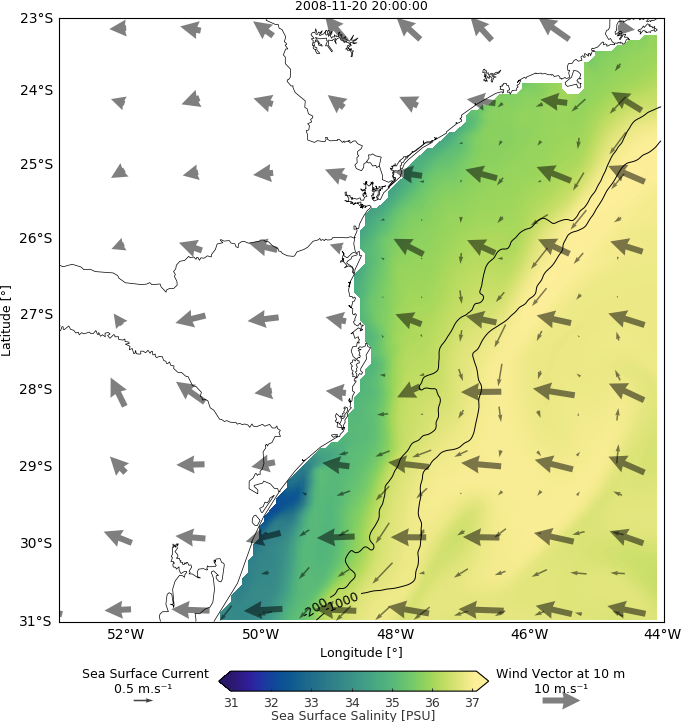 2008-11-20 20:00:00
23°S
24°S
25°S
26°S
27°S
28°S
29°S
30°S
31°S
Latitude [°]
-200
-1000
52°W 50°W 48°W 46°W 44°W
Longitude [°]
Sea Surface Current
0.5 m.s⁻¹
Wind Vector at 10 m
10 m.s⁻¹
31 32 33 34 35 36 37
Sea Surface Salinity [PSU]